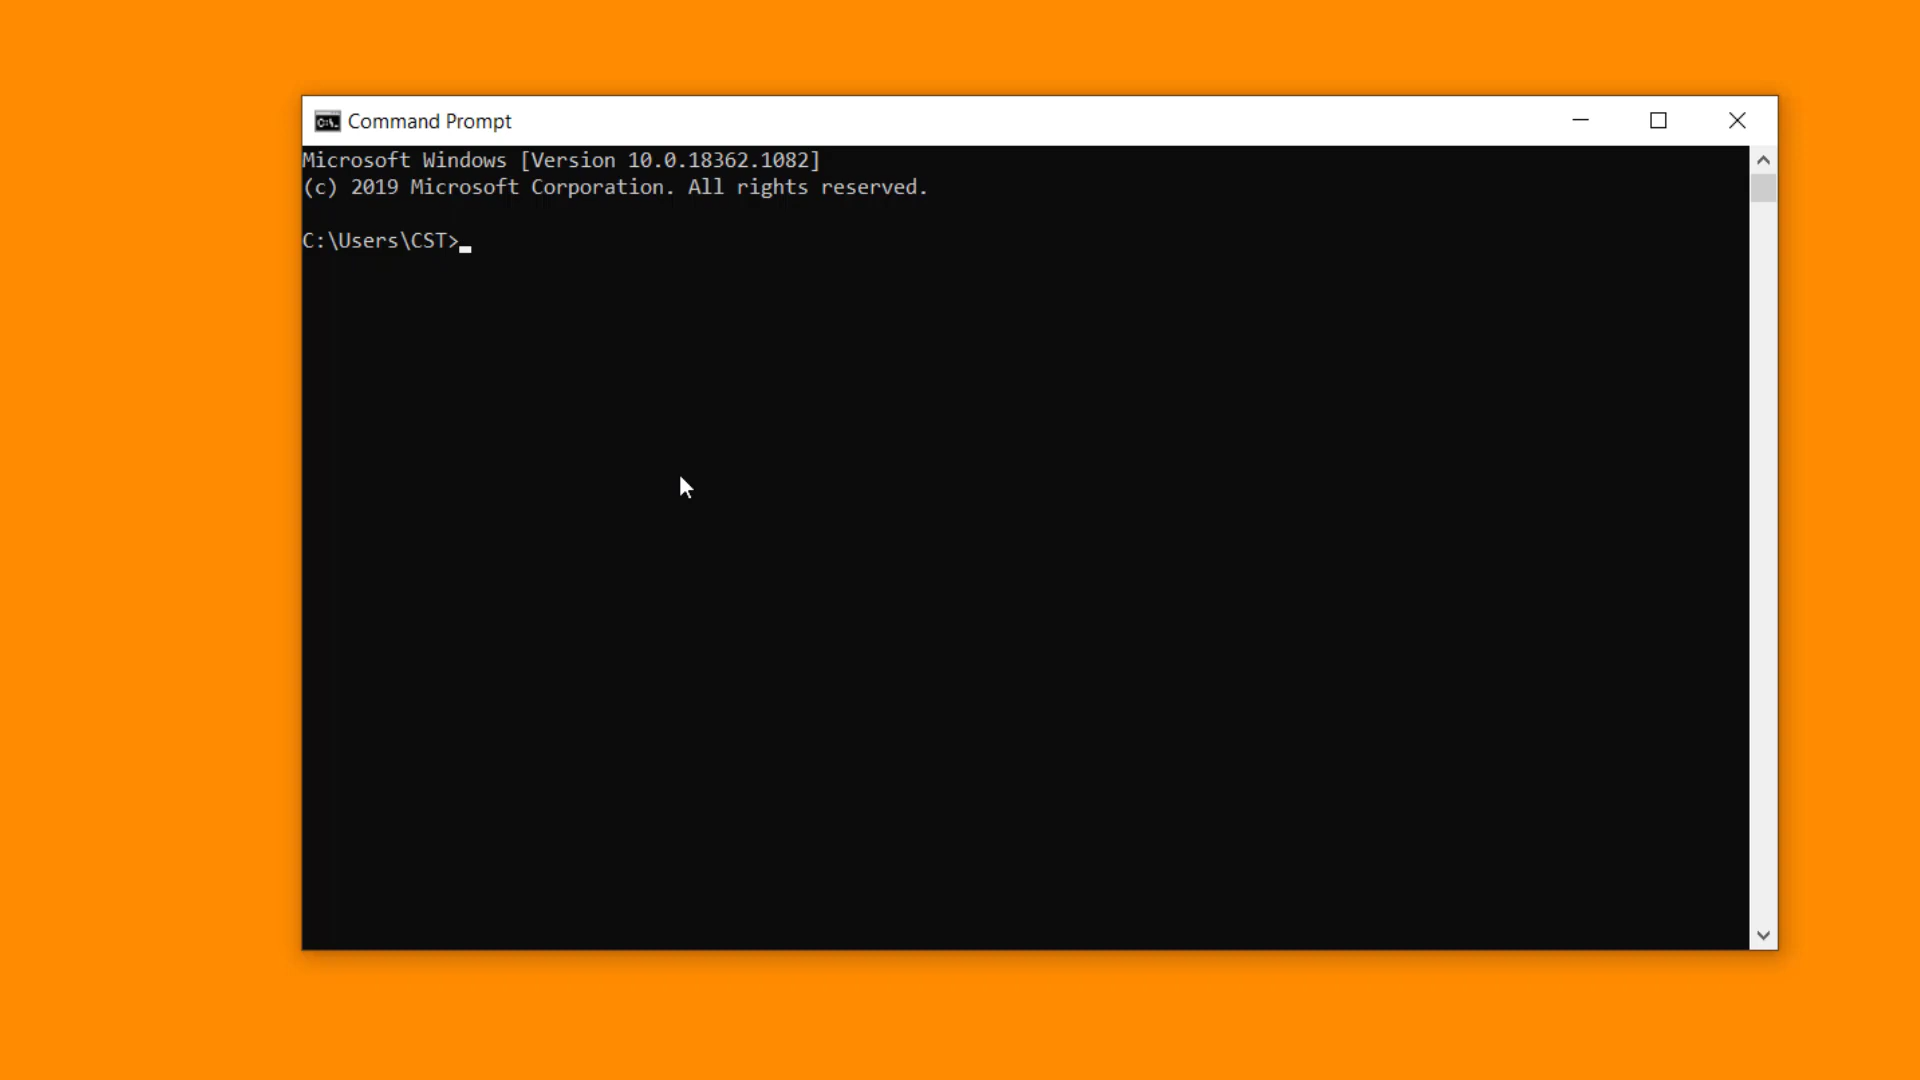 Command Prompt
Microsoft Windows [Version 10.0.18362.1082]
(c) 2019 Microsoft Corporation. All rights reserved.
C:\Users\CST>